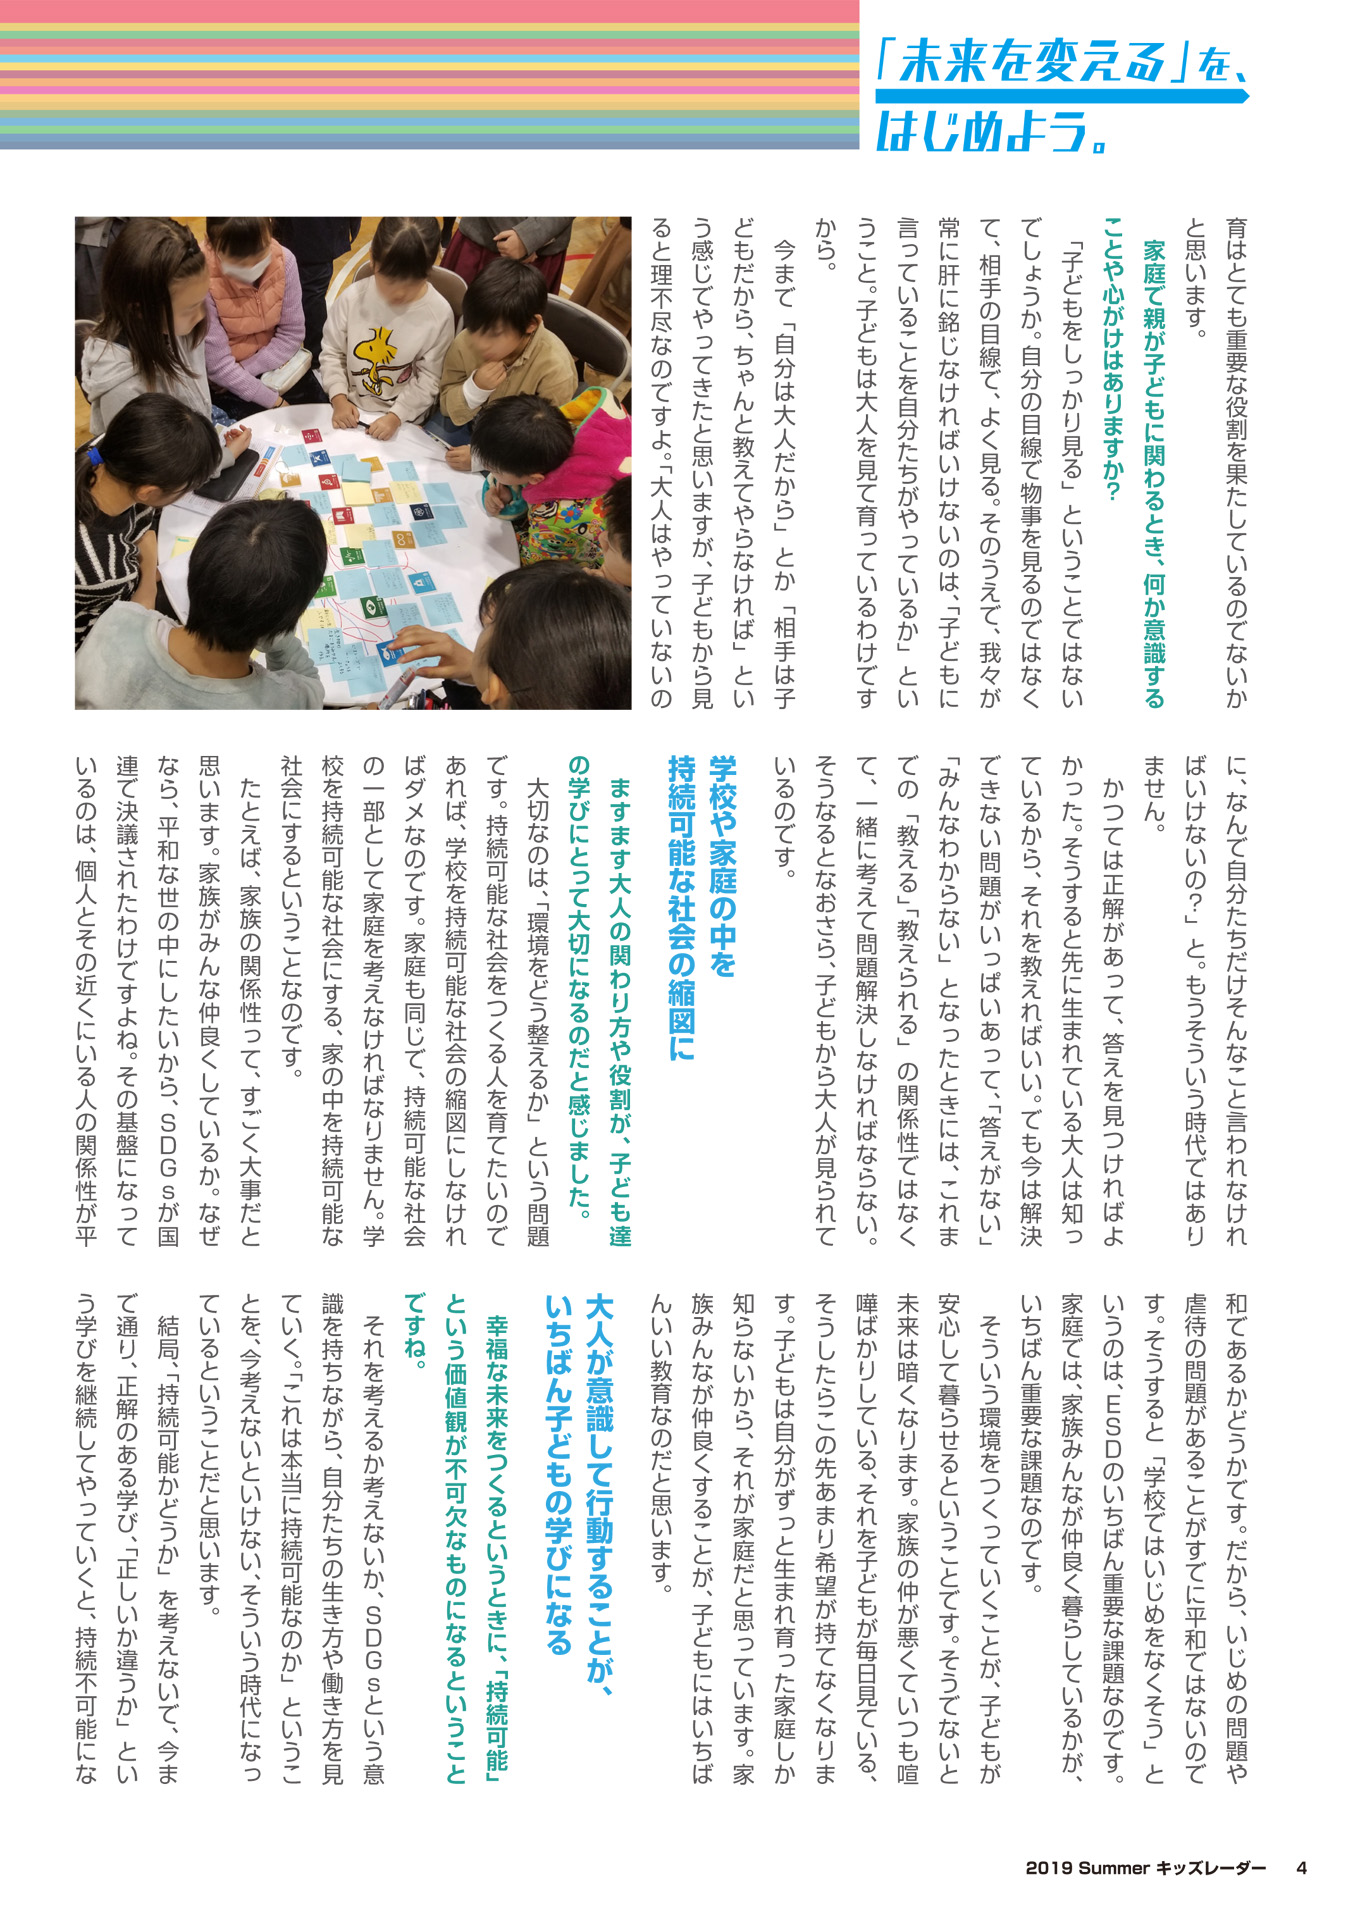 「未来を変える」を、
はじめよう。
育はとても重要な役割を果たしているのでないか
と思います。
家庭で親が子どもに関わるとき、何か意識する
ことや心がけはありますか？
「子どもをしっかり見る」ということではない
でしょうか。自分の目線で物事を見るのではなく
て、相手の目線で、よく見る。そのうえで、我々が
常に肝に銘じなければいけないのは、「子どもに
言っていることを自分たちがやっているか」とい
うこと。子どもは大人を見て育っているわけです
から。
今まで「自分は大人だから」とか「相手は子
どもだから、ちゃんと教えてやらなければ」とい
う感じでやってきたと思いますが、子どもから見
ると理不尽なのですよ。「大人はやっていないの
に、なんで自分たちだけそんなこと言われなけれ
ばいけないの？」と。もうそういう時代ではあり
ません。
かつては正解があって、答えを見つければよ
かった。そうすると先に生まれている大人は知っ
ているから、それを教えればいい。でも今は解決
できない問題がいっぱいあって、「答えがない」
「みんなわからない」となったときには、これま
での「教える」「教えられる」の関係性ではなく
て、一緒に考えて問題解決しなければならない。
そうなるとなおさら、子どもから大人が見られて
いるのです。
学校や家庭の中を
持続可能な社会の縮図に
ますます大人の関わり方や役割が、子ども達
の学びにとって大切になるのだと感じました。
大切なのは、「環境をどう整えるか」という問題
です。持続可能な社会をつくる人を育てたいので
あれば、学校を持続可能な社会の縮図にしなけれ
ばダメなのです。家庭も同じで、持続可能な社会
の一部として家庭を考えなければなりません。学
校を持続可能な社会にする、家の中を持続可能な
社会にするということなのです。
たとえば、家族の関係性って、すごく大事だと
思います。家族がみんな仲良くしているか。なぜ
なら、平和な世の中にしたいから、ＳＤＧｓが国
連で決議されたわけですよね。その基盤になって
いるのは、個人とその近くにいる人の関係性が平
和であるかどうかです。だから、いじめの問題や
虐待の問題があることがすでに平和ではないので
す。そうすると「学校ではいじめをなくそう」と
いうのは、ＥＳＤのいちばん重要な課題なのです。
家庭では、家族みんなが仲良く暮らしているかが、
いちばん重要な課題なのです。
そういう環境をつくっていくことが、子どもが
安心して暮らせるということです。そうでないと
未来は暗くなります。家族の仲が悪くていつも喧
嘩ばかりしている、それを子どもが毎日見ている、
そうしたらこの先あまり希望が持てなくなりま
す。子どもは自分がずっと生まれ育った家庭しか
知らないから、それが家庭だと思っています。家
族みんなが仲良くすることが、子どもにはいちば
んいい教育なのだと思います。
大人が意識して行動することが、
いちばん子どもの学びになる
幸福な未来をつくるというときに、「持続可能」
という価値観が不可欠なものになるということ
ですね。
それを考えるか考えないか、ＳＤＧｓという意
識を持ちながら、自分たちの生き方や働き方を見
ていく。「これは本当に持続可能なのか」というこ
とを、今考えないといけない、そういう時代になっ
ているということだと思います。
結局、「持続可能かどうか」を考えないで、今ま
で通り、正解のある学び、「正しいか違うか」とい
う学びを継続してやっていくと、持続不可能にな
2019 Summer キッズレーダー 4